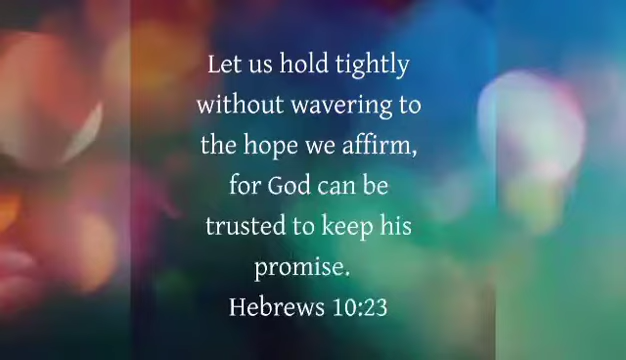 Let us hold tightly
without wavering to
the hope we affirm,
for God can be
trusted to keep his
promise.
Hebrews 10:23